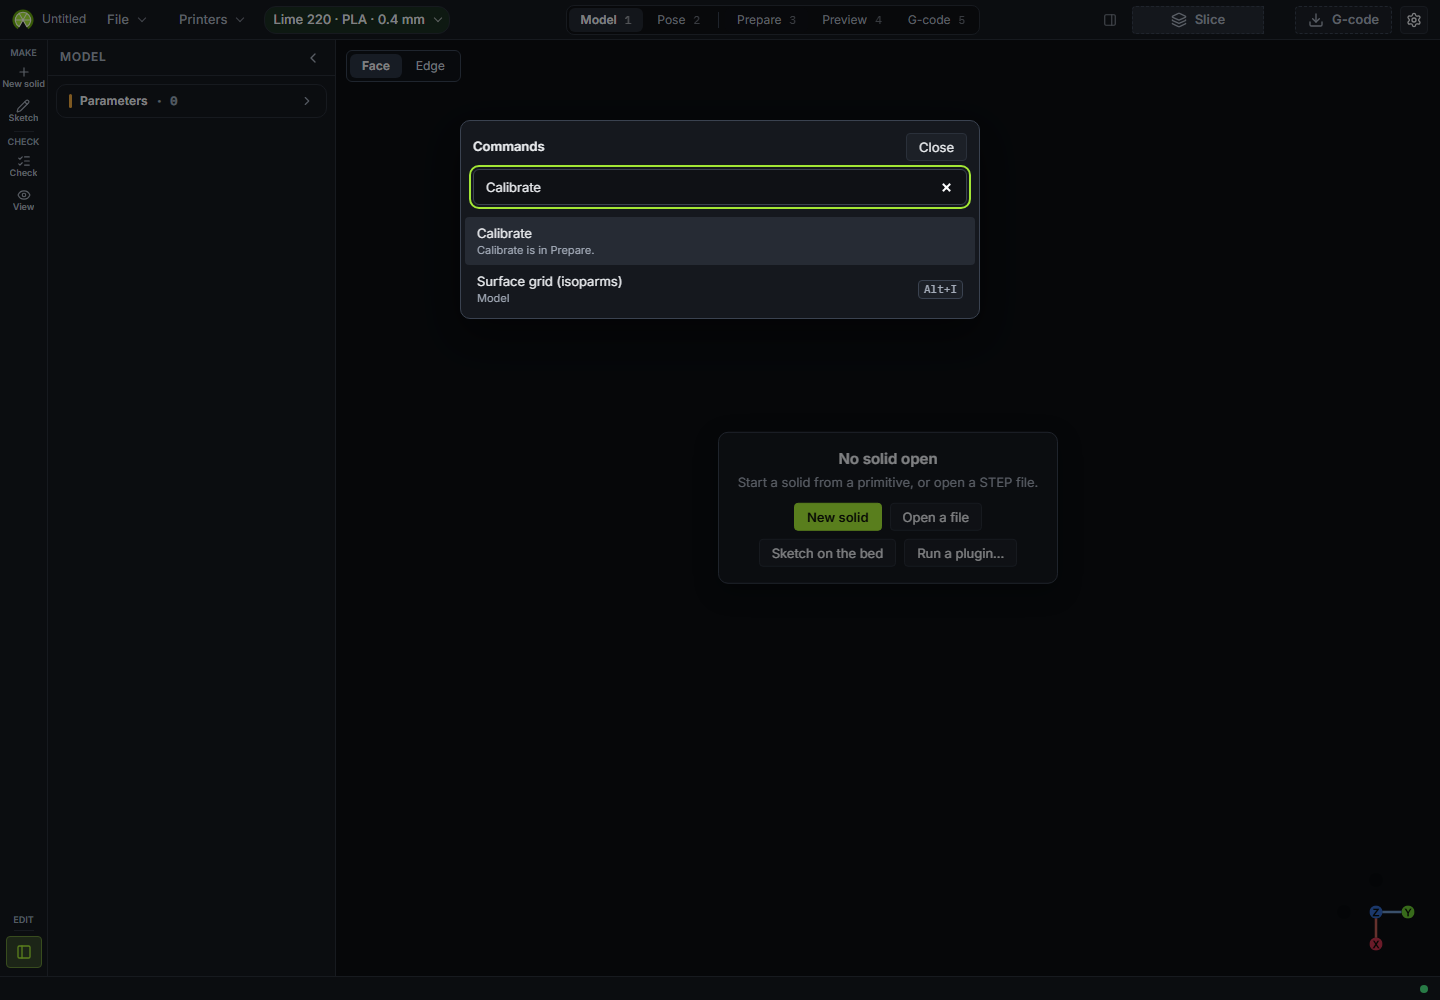 Untitled
File
Printers
Lime 220 · PLA · 0.4 mm
Model 1
Pose 2
Prepare 3
Preview 4
G-code 5
Slice
G-code
MAKE
New solid
Sketch
CHECK
Check
View
MODEL
Parameters · 0
Face
Edge
Commands
Close
Calibrate
Calibrate
Calibrate is in Prepare.
Surface grid (isoparms)
Model
Alt+I
No solid open
Start a solid from a primitive, or open a STEP file.
New solid
Open a file
Sketch on the bed
Run a plugin...
EDIT
Z
Y
X